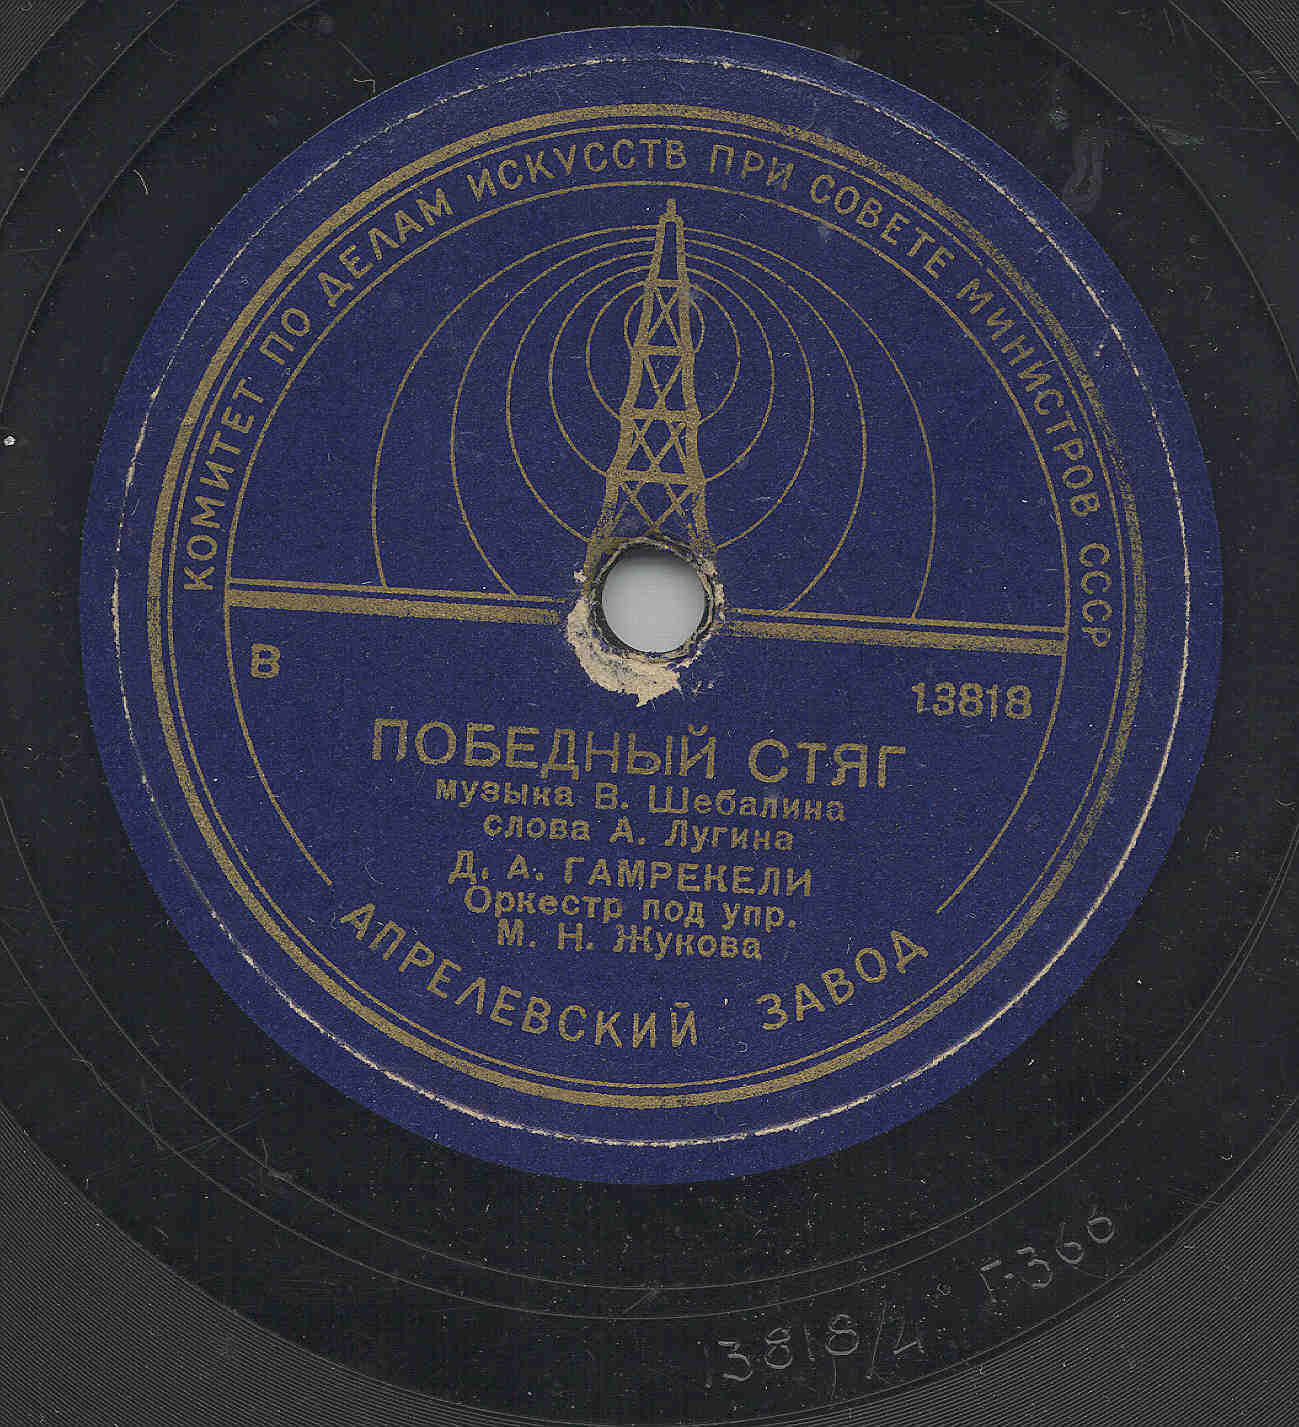 КОМИТЕТ ПО ДЕЛАМ ИСКУССТВ ПРИ СОВЕТЕ МИНИСТРОВ СССР
В
13818
ПОБЕДНЫЙ СТЯГ
музыка В. Шебалина
слова А. Лугина
Д. А. ГАМРЕКЕЛИ
Оркестр под упр.
М. Н. Жукова
АПРЕЛЕВСКИЙ ЗАВОД
13818/2 Г-366